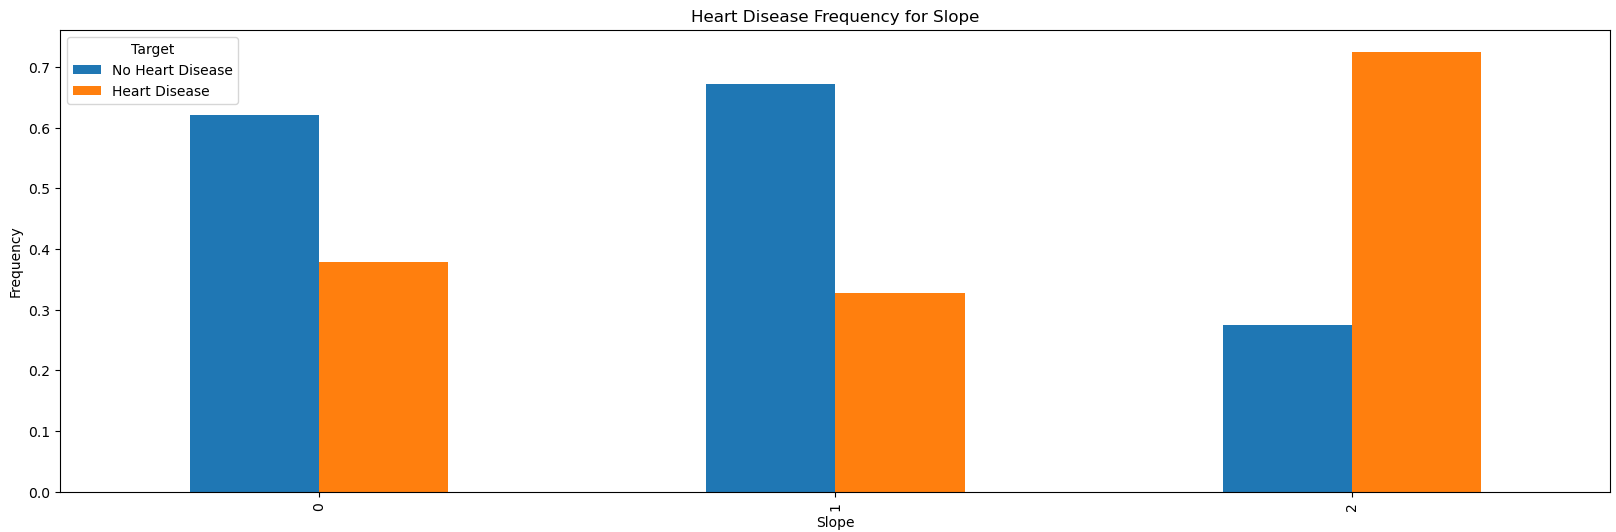 Heart Disease Frequency for Slope
Target
No Heart Disease
Heart Disease
Frequency
0.7
0.6
0.5
0.4
0.3
0.2
0.1
0.0
0
1
2
Slope